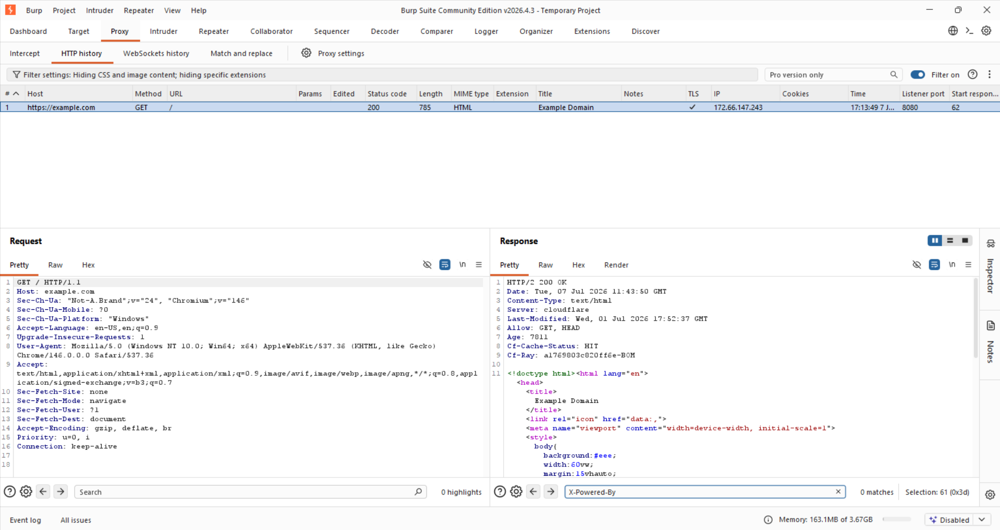 Burp Project Intruder Repeater View Help Burp Suite Community Edition v2026.4.3 - Temporary Project
Dashboard Target Proxy Intruder Repeater Collaborator Sequencer Decoder Comparer Logger Organizer Extensions Discover
Intercept HTTP history WebSockets history Match and replace Proxy settings
Filter settings: Hiding CSS and image content; hiding specific extensions Pro version only Filter on
# Host Method URL Params Edited Status code Length MIME type Extension Title Notes TLS IP Cookies Time Listener port Start respon...
1 https://example.com GET / 200 785 HTML Example Domain ✓ 172.66.147.243 17:13:49 7 J... 8080 62
Request
Pretty Raw Hex \n
1 GET / HTTP/1.1
2 Host: example.com
3 Sec-Ch-Ua: "Not-A.Brand";v="24", "Chromium";v="146"
4 Sec-Ch-Ua-Mobile: ?0
5 Sec-Ch-Ua-Platform: "Windows"
6 Accept-Language: en-US,en;q=0.9
7 Upgrade-Insecure-Requests: 1
8 User-Agent: Mozilla/5.0 (Windows NT 10.0; Win64; x64) AppleWebKit/537.36 (KHTML, like Gecko)
Chrome/146.0.0.0 Safari/537.36
9 Accept:
text/html,application/xhtml+xml,application/xml;q=0.9,image/avif,image/webp,image/apng,*/*;q=0.8,appl
ication/signed-exchange;v=b3;q=0.7
10 Sec-Fetch-Site: none
11 Sec-Fetch-Mode: navigate
12 Sec-Fetch-User: ?1
13 Sec-Fetch-Dest: document
14 Accept-Encoding: gzip, deflate, br
15 Priority: u=0, i
16 Connection: keep-alive
17
18
Search 0 highlights
Response
Pretty Raw Hex Render \n
1 HTTP/2 200 OK
2 Date: Tue, 07 Jul 2026 11:43:50 GMT
3 Content-Type: text/html
4 Server: cloudflare
5 Last-Modified: Wed, 01 Jul 2026 17:52:37 GMT
6 Allow: GET, HEAD
7 Age: 7811
8 Cf-Cache-Status: HIT
9 Cf-Ray: a1769803c820ff6e-BOM
10
11 <!doctype html><html lang="en">
<head>
<title>
Example Domain
</title>
<link rel="icon" href="data:,">
<meta name="viewport" content="width=device-width, initial-scale=1">
<style>
body{
background:#eee;
width:60vw;
margin:15vhauto;
X-Powered-By 0 matches Selection: 61 (0x3d)
Inspector
Notes
Event log All issues Memory: 163.1MB of 3.67GB Disabled